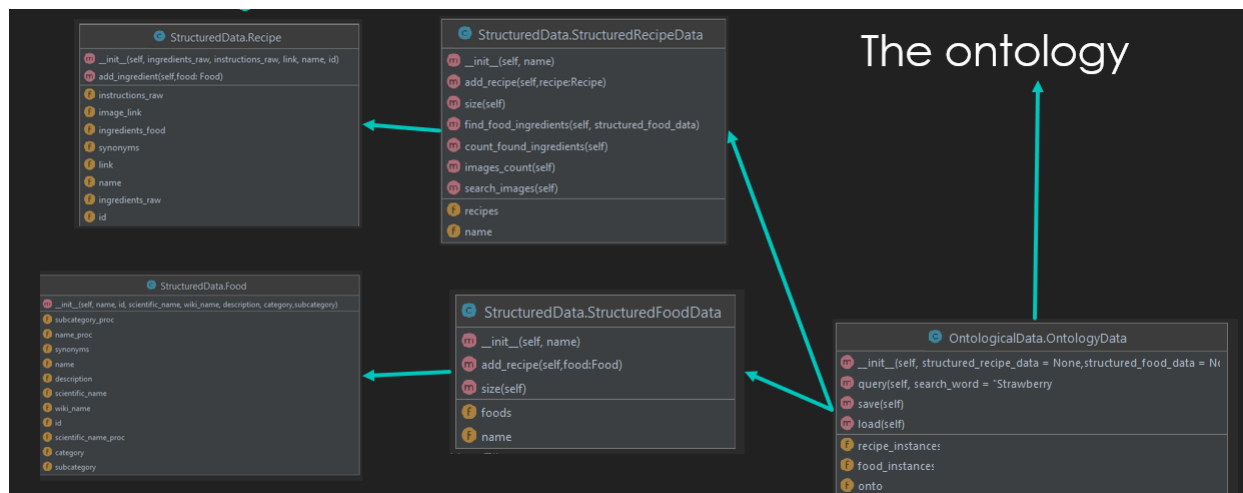 StructuredData.Recipe
__init__(self, ingredients_raw, instructions_raw, link, name, id)
add_ingredient(self,food: Food)
instructions_raw
image_link
ingredients_food
synonyms
link
name
ingredients_raw
id
StructuredData.StructuredRecipeData
__init__(self, name)
add_recipe(self,recipe:Recipe)
size(self)
find_food_ingredients(self, structured_food_data)
count_found_ingredients(self)
images_count(self)
search_images(self)
recipes
name
The ontology
StructuredData.Food
__init__(self, name, id, scientific_name, wiki_name, description, category,subcategory)
subcategory_proc
name_proc
synonyms
name
description
scientific_name
wiki_name
id
scientific_name_proc
category
subcategory
StructuredData.StructuredFoodData
__init__(self, name)
add_recipe(self,food:Food)
size(self)
foods
name
OntologicalData.OntologyData
__init__(self, structured_recipe_data = None,structured_food_data = No
query(self, search_word = "Strawberry
save(self)
load(self)
recipe_instances
food_instances
onto